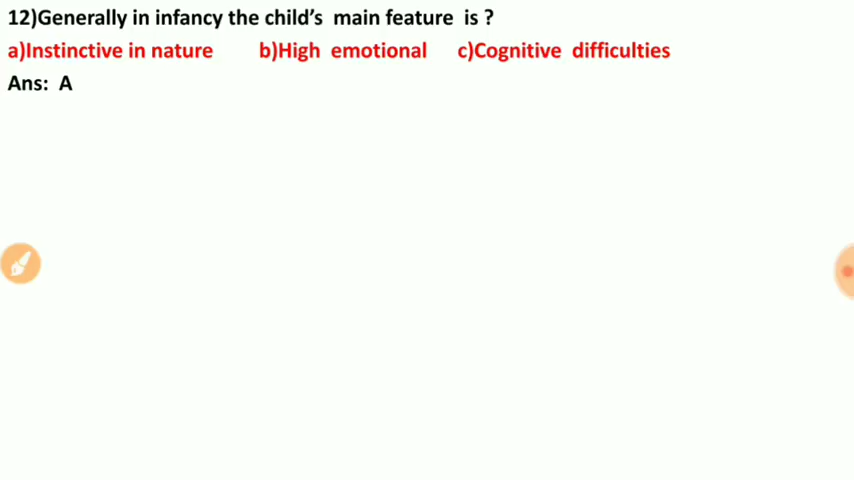 12)Generally in infancy the child’s main feature is ?
a)Instinctive in nature b)High emotional c)Cognitive difficulties
Ans: A